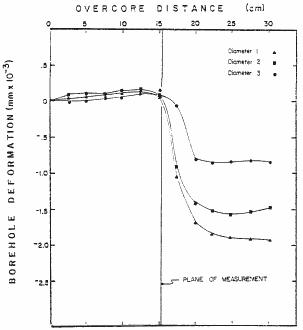 OVERCORE DISTANCE (cm)
0 5 10 15 20 25 30
Diameter 1
Diameter 2
Diameter 3
BOREHOLE DEFORMATION (mm x 10⁻³)
.5
0
-.5
-1.0
-1.5
-2.0
-2.5
PLANE OF MEASUREMENT